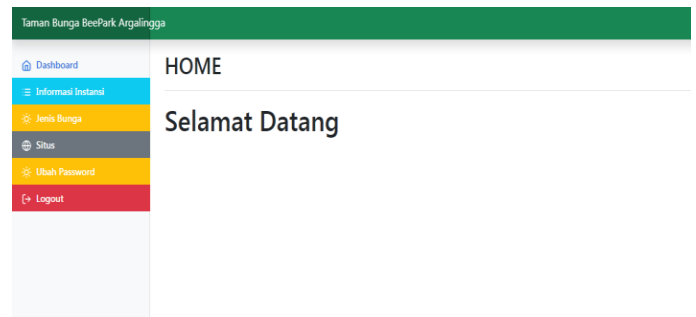 Taman Bunga BeePark Argalingga
Dashboard
Informasi Instansi
Jenis Bunga
Situs
Ubah Password
Logout
HOME
Selamat Datang